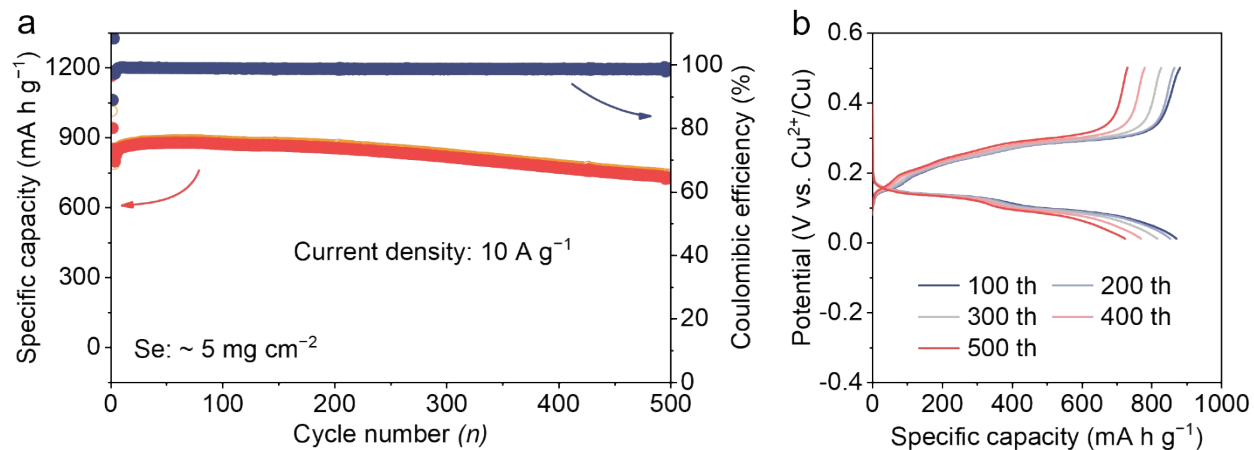 a
Specific capacity (mA h g⁻¹)
1200
900
600
300
0
Current density: 10 A g⁻¹
Se: ~ 5 mg cm⁻²
0
100
200
300
400
500
Cycle number (n)
100
80
60
40
20
0
Coulombic efficiency (%)
b
Potential (V vs. Cu²⁺/Cu)
0.6
0.4
0.2
0.0
−0.2
−0.4
100 th
200 th
300 th
400 th
500 th
0
200
400
600
800
1000
Specific capacity (mA h g⁻¹)